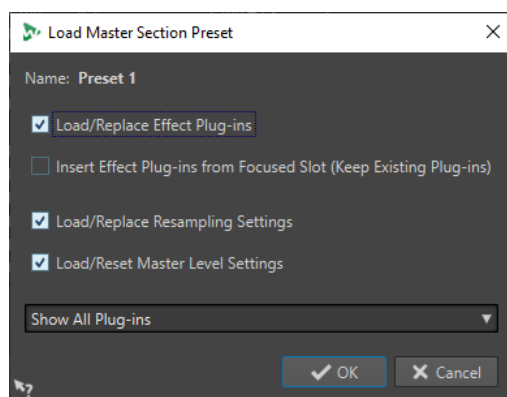 Load Master Section Preset
Name: Preset 1
Load/Replace Effect Plug-ins
Insert Effect Plug-ins from Focused Slot (Keep Existing Plug-ins)
Load/Replace Resampling Settings
Load/Reset Master Level Settings
Show All Plug-ins
OK Cancel
?